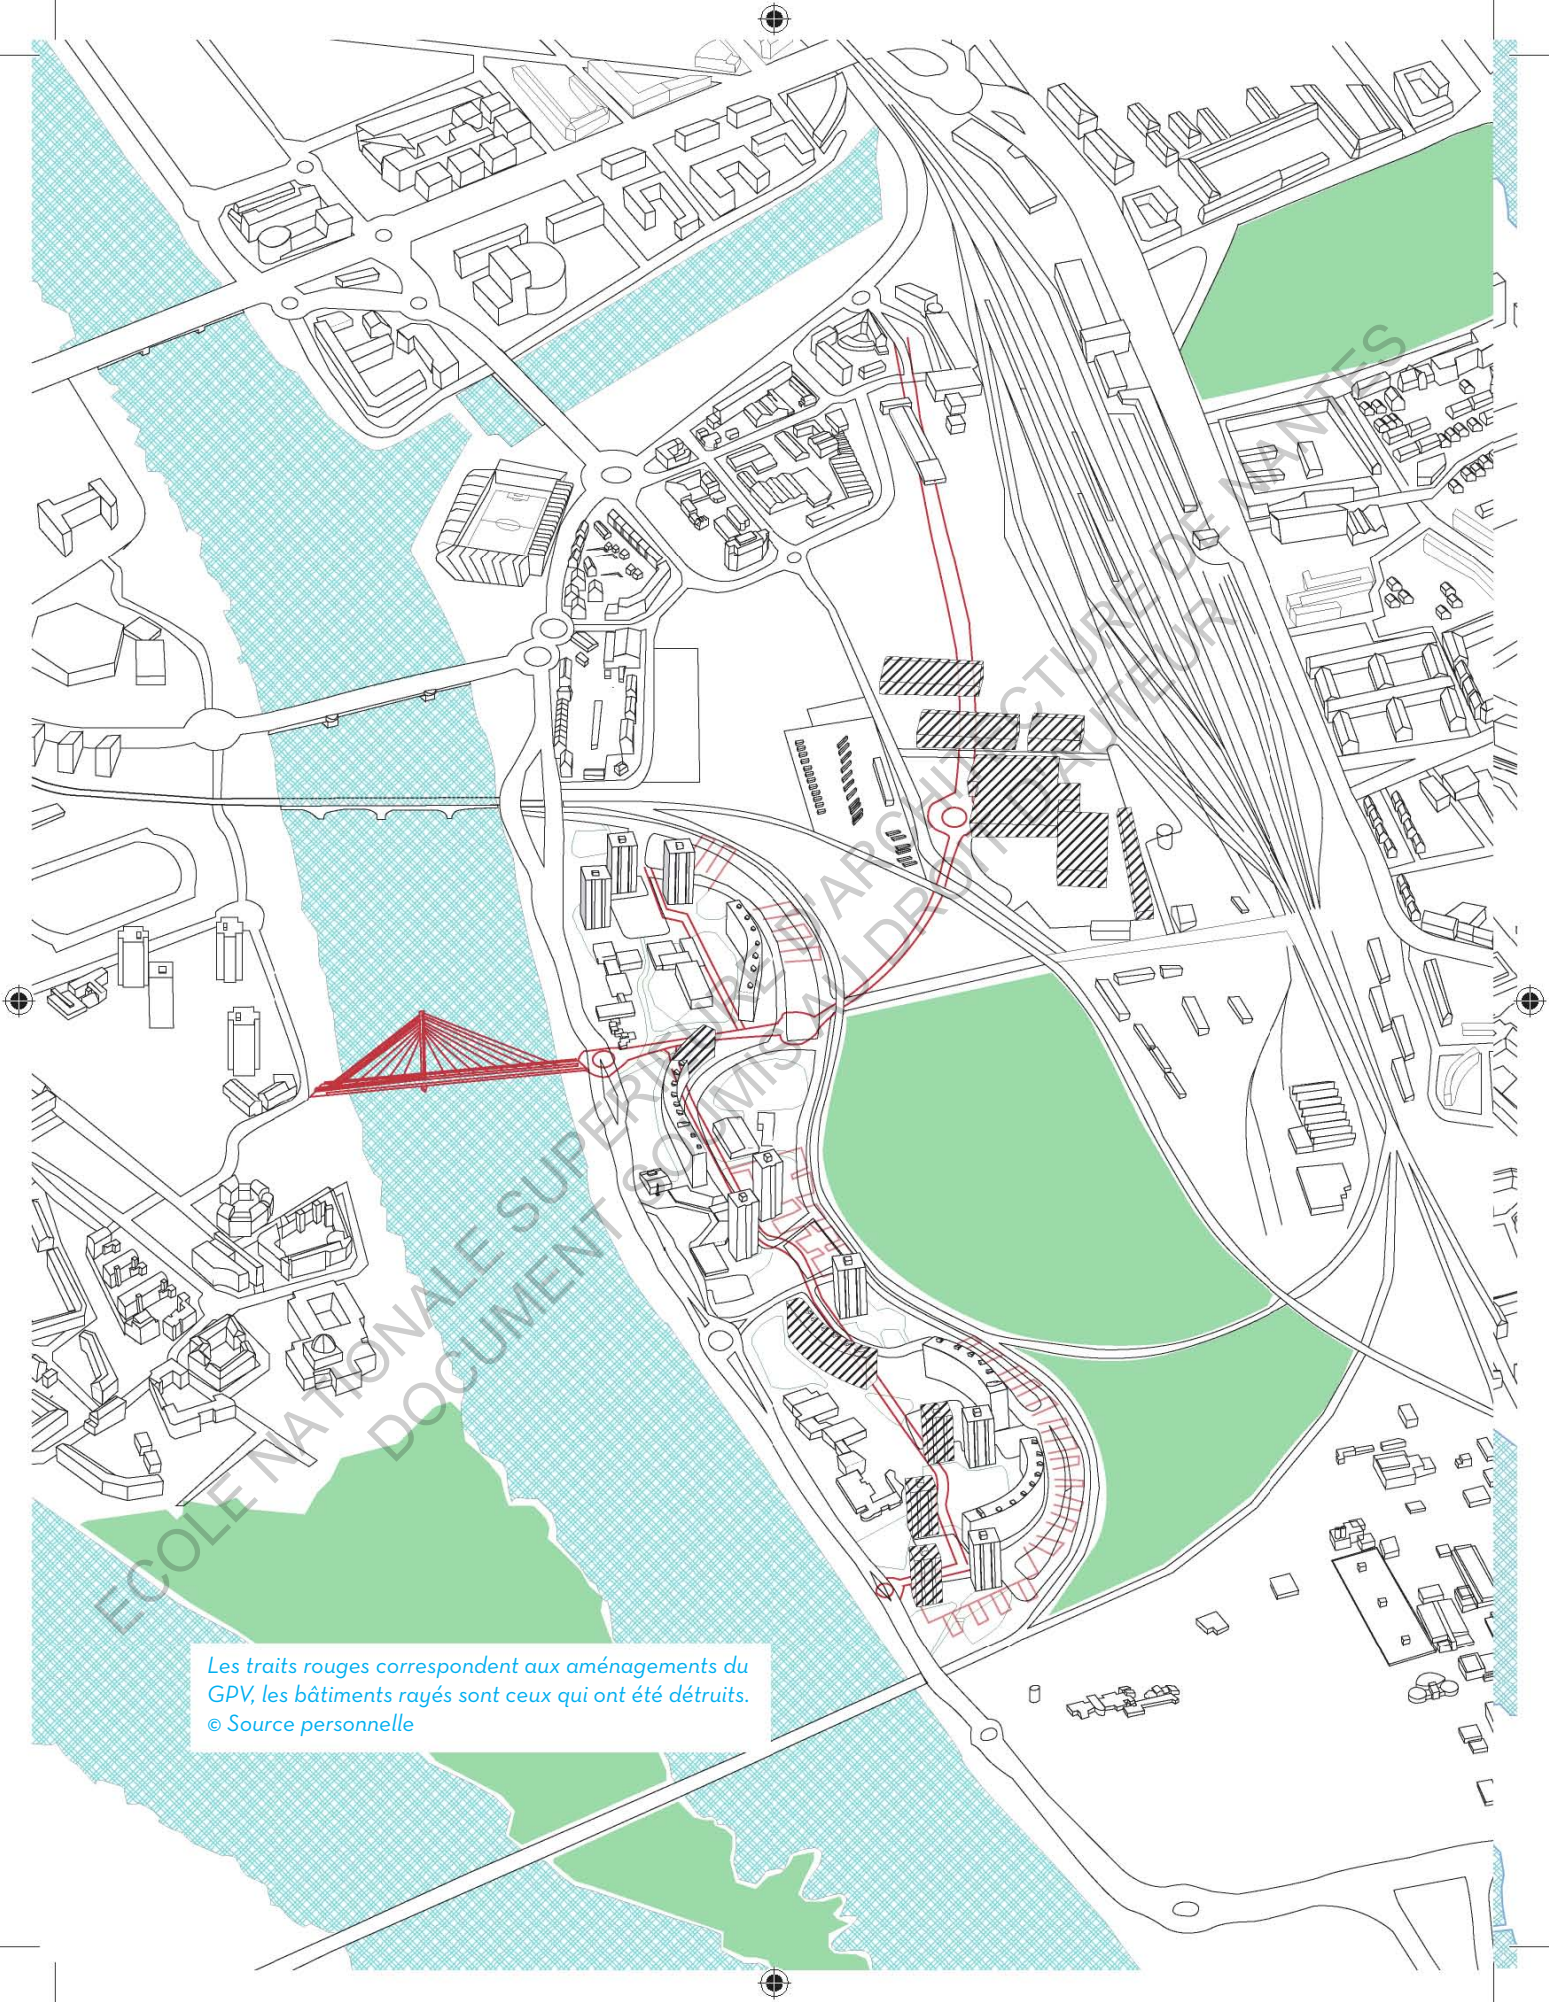 ECOLE NATIONALE SUPERIEURE D'ARCHITECTURE DE NANTES
DOCUMENT SOUMIS AU DROIT D'AUTEUR
Les traits rouges correspondent aux aménagements du
GPV, les bâtiments rayés sont ceux qui ont été détruits.
© Source personnelle